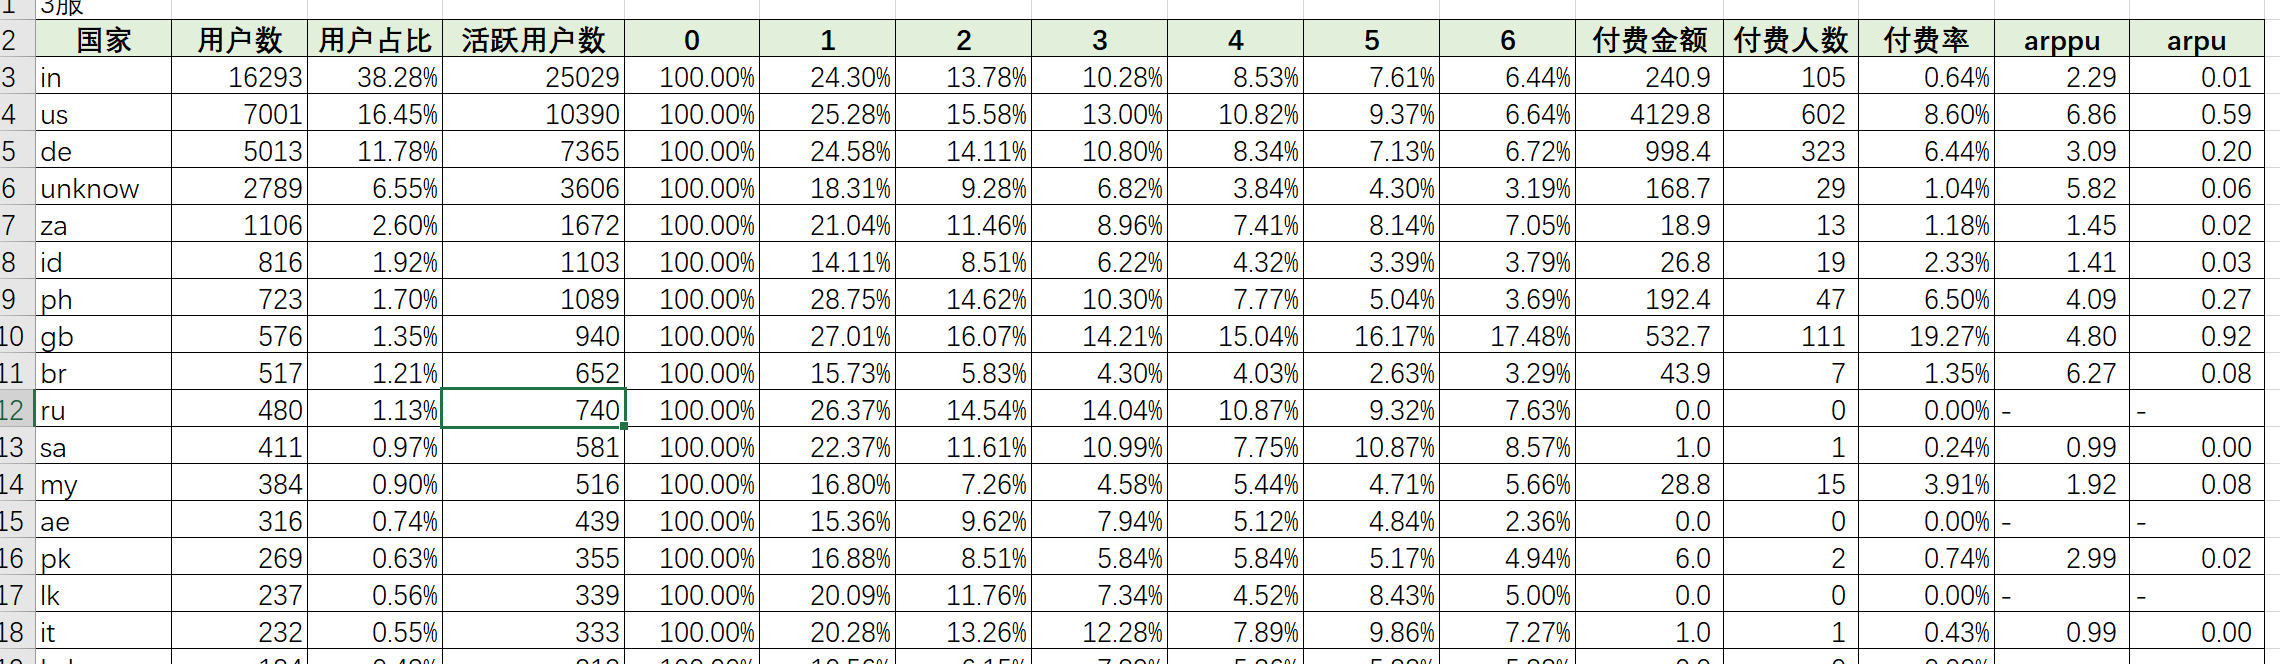 1 3服
2 国家 用户数 用户占比 活跃用户数 0 1 2 3 4 5 6 付费金额 付费人数 付费率 arppu arpu
3 in 16293 38.28% 25029 100.00% 24.30% 13.78% 10.28% 8.53% 7.61% 6.44% 240.9 105 0.64% 2.29 0.01
4 us 7001 16.45% 10390 100.00% 25.28% 15.58% 13.00% 10.82% 9.37% 6.64% 4129.8 602 8.60% 6.86 0.59
5 de 5013 11.78% 7365 100.00% 24.58% 14.11% 10.80% 8.34% 7.13% 6.72% 998.4 323 6.44% 3.09 0.20
6 unknow 2789 6.55% 3606 100.00% 18.31% 9.28% 6.82% 3.84% 4.30% 3.19% 168.7 29 1.04% 5.82 0.06
7 za 1106 2.60% 1672 100.00% 21.04% 11.46% 8.96% 7.41% 8.14% 7.05% 18.9 13 1.18% 1.45 0.02
8 id 816 1.92% 1103 100.00% 14.11% 8.51% 6.22% 4.32% 3.39% 3.79% 26.8 19 2.33% 1.41 0.03
9 ph 723 1.70% 1089 100.00% 28.75% 14.62% 10.30% 7.77% 5.04% 3.69% 192.4 47 6.50% 4.09 0.27
10 gb 576 1.35% 940 100.00% 27.01% 16.07% 14.21% 15.04% 16.17% 17.48% 532.7 111 19.27% 4.80 0.92
11 br 517 1.21% 652 100.00% 15.73% 5.83% 4.30% 4.03% 2.63% 3.29% 43.9 7 1.35% 6.27 0.08
12 ru 480 1.13% 740 100.00% 26.37% 14.54% 14.04% 10.87% 9.32% 7.63% 0.0 0 0.00% - -
13 sa 411 0.97% 581 100.00% 22.37% 11.61% 10.99% 7.75% 10.87% 8.57% 1.0 1 0.24% 0.99 0.00
14 my 384 0.90% 516 100.00% 16.80% 7.26% 4.58% 5.44% 4.71% 5.66% 28.8 15 3.91% 1.92 0.08
15 ae 316 0.74% 439 100.00% 15.36% 9.62% 7.94% 5.12% 4.84% 2.36% 0.0 0 0.00% - -
16 pk 269 0.63% 355 100.00% 16.88% 8.51% 5.84% 5.84% 5.17% 4.94% 6.0 2 0.74% 2.99 0.02
17 lk 237 0.56% 339 100.00% 20.09% 11.76% 7.34% 4.52% 8.43% 5.00% 0.0 0 0.00% - -
18 it 232 0.55% 333 100.00% 20.28% 13.26% 12.28% 7.89% 9.86% 7.27% 1.0 1 0.43% 0.99 0.00